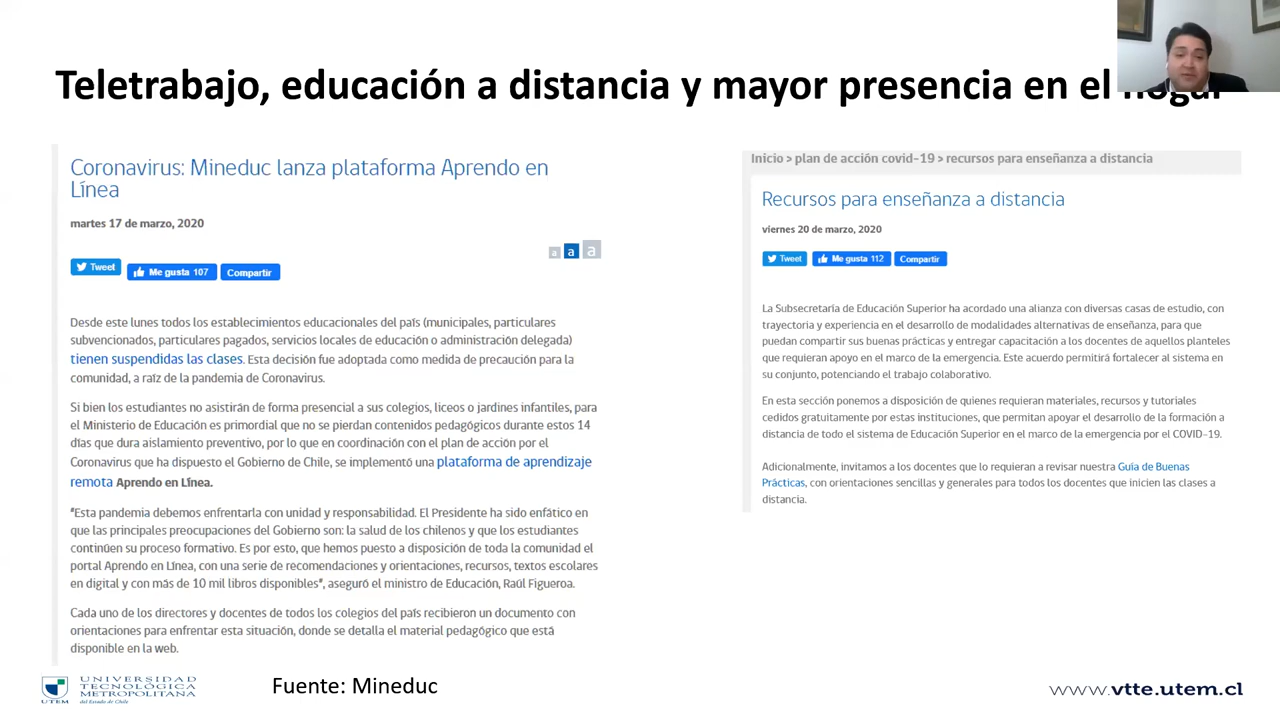 Teletrabajo, educación a distancia y mayor presencia en el hogar
Coronavirus: Mineduc lanza plataforma Aprendo en
Línea
martes 17 de marzo, 2020
a a a
Tweet Me gusta 107 Compartir
Desde este lunes todos los establecimientos educacionales del país (municipales, particulares
subvencionados, particulares pagados, servicios locales de educación o administración delegada)
tienen suspendidas las clases. Esta decisión fue adoptada como medida de precaución para la
comunidad, a raíz de la pandemia de Coronavirus.
Si bien los estudiantes no asistirán de forma presencial a sus colegios, liceos o jardines infantiles, para
el Ministerio de Educación es primordial que no se pierdan contenidos pedagógicos durante estos 14
días que dura aislamiento preventivo, por lo que en coordinación con el plan de acción por el
Coronavirus que ha dispuesto el Gobierno de Chile, se implementó una plataforma de aprendizaje
remota Aprendo en Línea.
"Esta pandemia debemos enfrentarla con unidad y responsabilidad. El Presidente ha sido enfático en
que las principales preocupaciones del Gobierno son: la salud de los chilenos y que los estudiantes
continúen su proceso formativo. Es por esto, que hemos puesto a disposición de toda la comunidad el
portal Aprendo en Línea, con una serie de recomendaciones y orientaciones, recursos, textos escolares
en digital y con más de 10 mil libros disponibles", aseguró el ministro de Educación, Raúl Figueroa.
Cada uno de los directores y docentes de todos los colegios del país recibieron un documento con
orientaciones para enfrentar esta situación, donde se detalla el material pedagógico que está
disponible en la web.
Inicio > plan de acción covid-19 > recursos para enseñanza a distancia
Recursos para enseñanza a distancia
viernes 20 de marzo, 2020
Tweet Me gusta 112 Compartir
La Subsecretaría de Educación Superior ha acordado una alianza con diversas casas de estudio, con
trayectoria y experiencia en el desarrollo de modalidades alternativas de enseñanza, para que
puedan compartir sus buenas prácticas y entregar capacitación a los docentes de aquellos planteles
que requieran apoyo en el marco de la emergencia. Este acuerdo permitirá fortalecer al sistema en
su conjunto, potenciando el trabajo colaborativo.
En esta sección ponemos a disposición de quienes requieran materiales, recursos y tutoriales
cedidos gratuitamente por estas instituciones, que permitan apoyar el desarrollo de la formación a
distancia de todo el sistema de Educación Superior en el marco de la emergencia por el COVID-19.
Adicionalmente, invitamos a los docentes que lo requieran a revisar nuestra Guía de Buenas
Prácticas, con orientaciones sencillas y generales para todos los docentes que inicien las clases a
distancia.
UTEM
UNIVERSIDAD
TECNOLÓGICA
METROPOLITANA
del Estado de Chile
Fuente: Mineduc
www.vtte.utem.cl